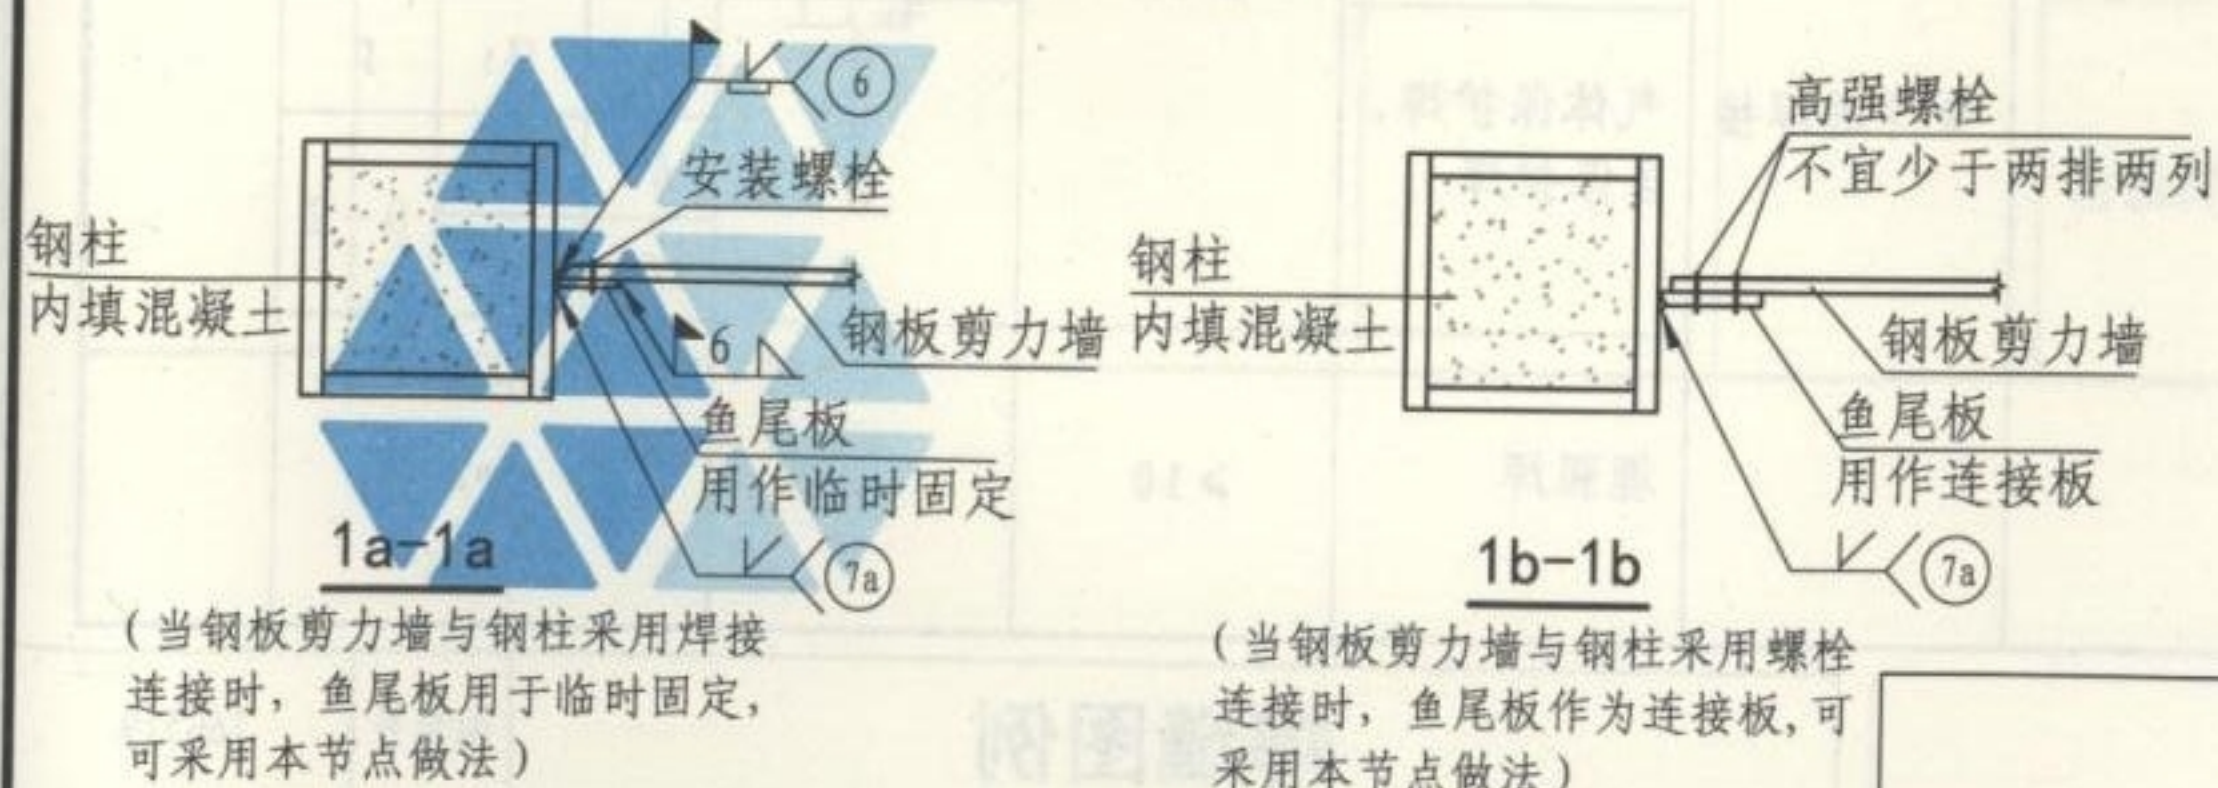 6
安装螺栓
钢柱
内填混凝土
钢板剪力墙
6
鱼尾板
用作临时固定
7a
1a-1a
(当钢板剪力墙与钢柱采用焊接
连接时，鱼尾板用于临时固定，
可采用本节点做法)
高强螺栓
不宜少于两排两列
钢柱
内填混凝土
钢板剪力墙
鱼尾板
用作连接板
7a
1b-1b
(当钢板剪力墙与钢柱采用螺栓
连接时，鱼尾板作为连接板,可
采用本节点做法)